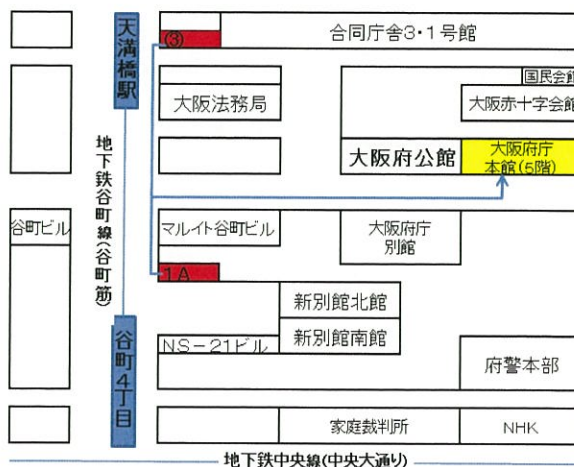 天満橋駅
(3)
合同庁舎3・1号館
国民会館
大阪法務局
大阪赤十字会館
大阪府公館
大阪府庁
本館(5階)
地下鉄谷町線(谷町筋)
谷町ビル
マルイト谷町ビル
大阪府庁
別館
1A
新別館北館
新別館南館
NS-21ビル
谷町4丁目
府警本部
家庭裁判所
NHK
地下鉄中央線(中央大通り)